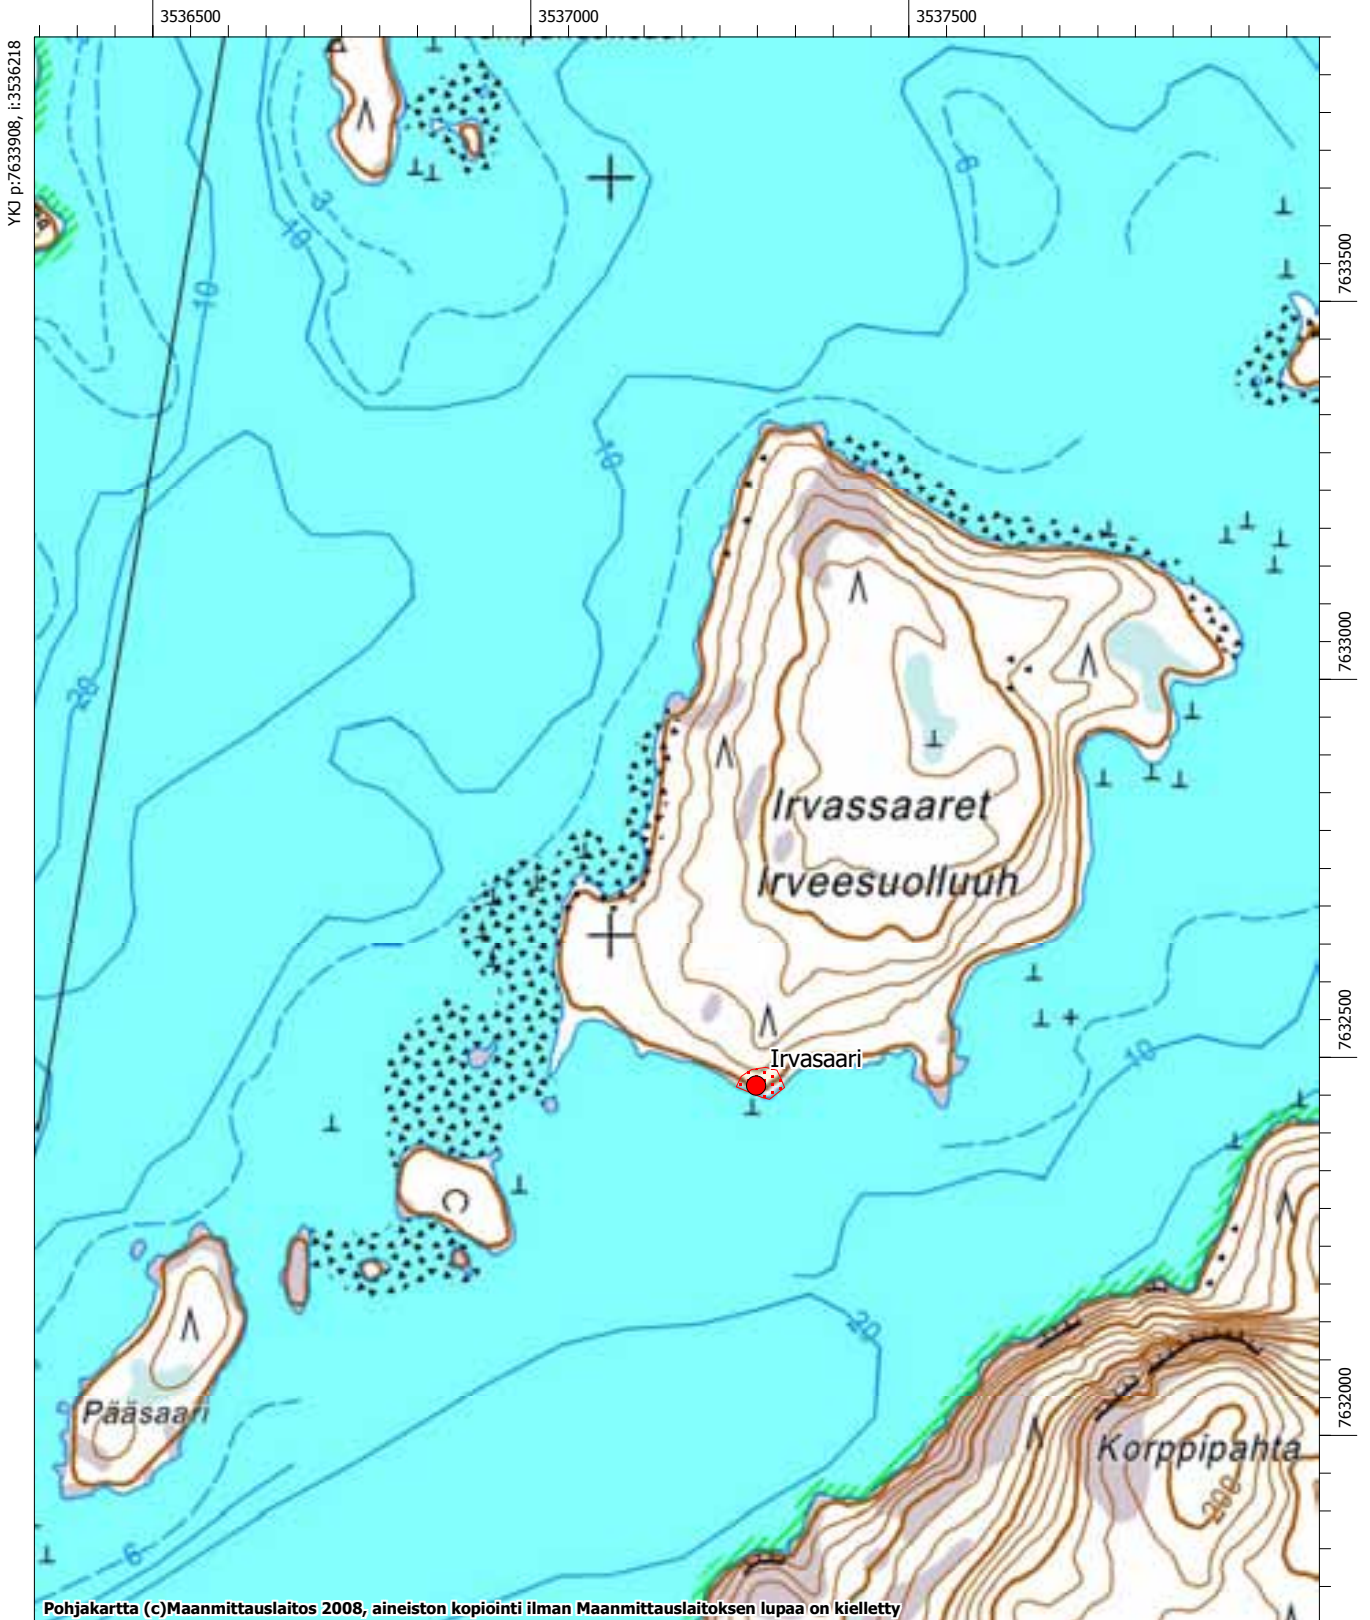 3536500
3537000
3537500
YKJ p:7633908, i:3536218
3
8
10
10
7633500
10
7633000
20
Irvassaaret
Irveesuolluuh
7632500
10
Irvasaari
20
7632000
Pääsaari
Korppipahta
200
6
Pohjakartta (c)Maanmittauslaitos 2008, aineiston kopiointi ilman Maanmittauslaitoksen lupaa on kielletty